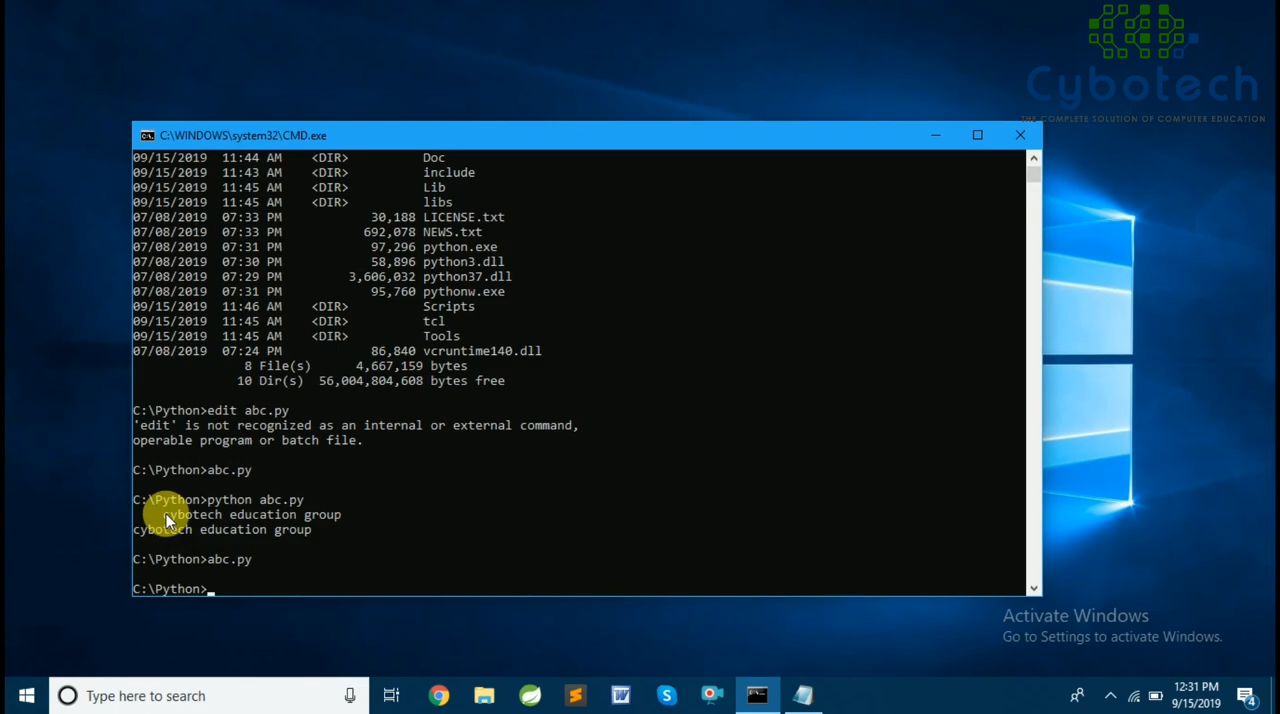 Cybotech
THE COMPLETE SOLUTION OF COMPUTER EDUCATION
C:\WINDOWS\system32\CMD.exe
09/15/2019 11:44 AM <DIR> Doc
09/15/2019 11:43 AM <DIR> include
09/15/2019 11:45 AM <DIR> Lib
09/15/2019 11:45 AM <DIR> libs
07/08/2019 07:33 PM 30,188 LICENSE.txt
07/08/2019 07:33 PM 692,078 NEWS.txt
07/08/2019 07:31 PM 97,296 python.exe
07/08/2019 07:30 PM 58,896 python3.dll
07/08/2019 07:29 PM 3,606,032 python37.dll
07/08/2019 07:31 PM 95,760 pythonw.exe
09/15/2019 11:46 AM <DIR> Scripts
09/15/2019 11:45 AM <DIR> tcl
09/15/2019 11:45 AM <DIR> Tools
07/08/2019 07:24 PM 86,840 vcruntime140.dll
8 File(s) 4,667,159 bytes
10 Dir(s) 56,004,804,608 bytes free
C:\Python>edit abc.py
'edit' is not recognized as an internal or external command,
operable program or batch file.
C:\Python>abc.py
C:\Python>python abc.py
cybotech education group
cybotech education group
C:\Python>abc.py
C:\Python>
Activate Windows
Go to Settings to activate Windows.
Type here to search
12:31 PM
9/15/2019
4